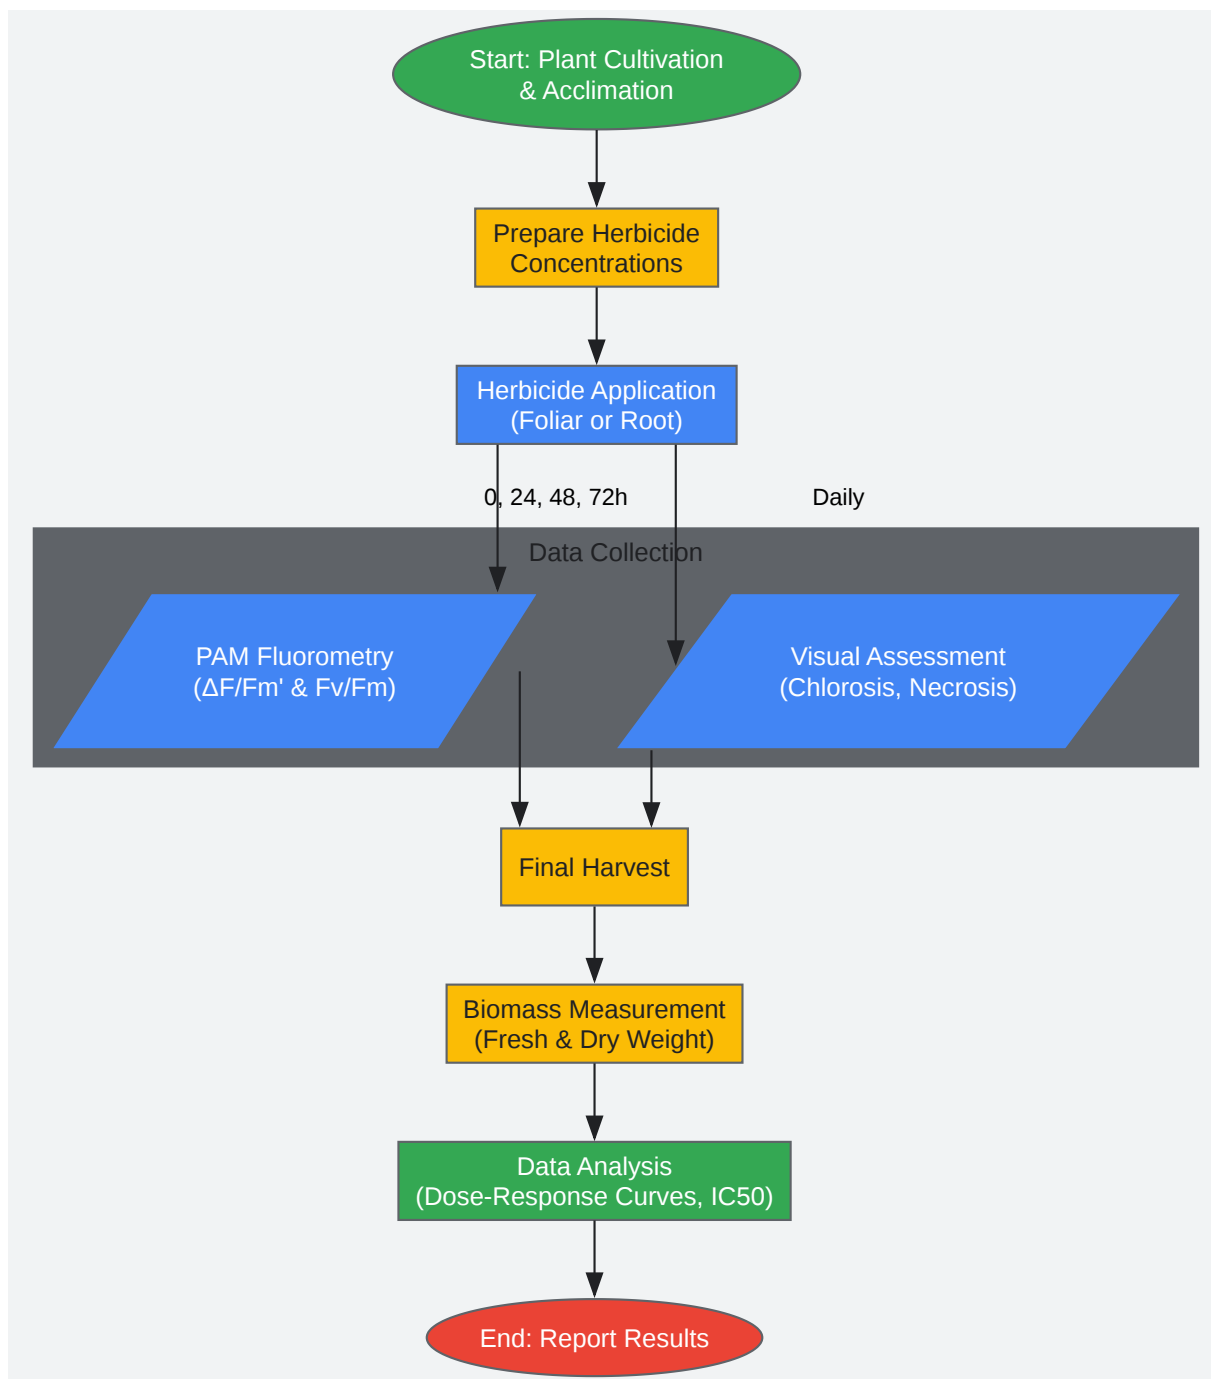 Start: Plant Cultivation
& Acclimation
Prepare Herbicide
Concentrations
Herbicide Application
(Foliar or Root)
0, 24, 48, 72h
Daily
Data Collection
PAM Fluorometry
(ΔF/Fm' & Fv/Fm)
Visual Assessment
(Chlorosis, Necrosis)
Final Harvest
Biomass Measurement
(Fresh & Dry Weight)
Data Analysis
(Dose-Response Curves, IC50)
End: Report Results